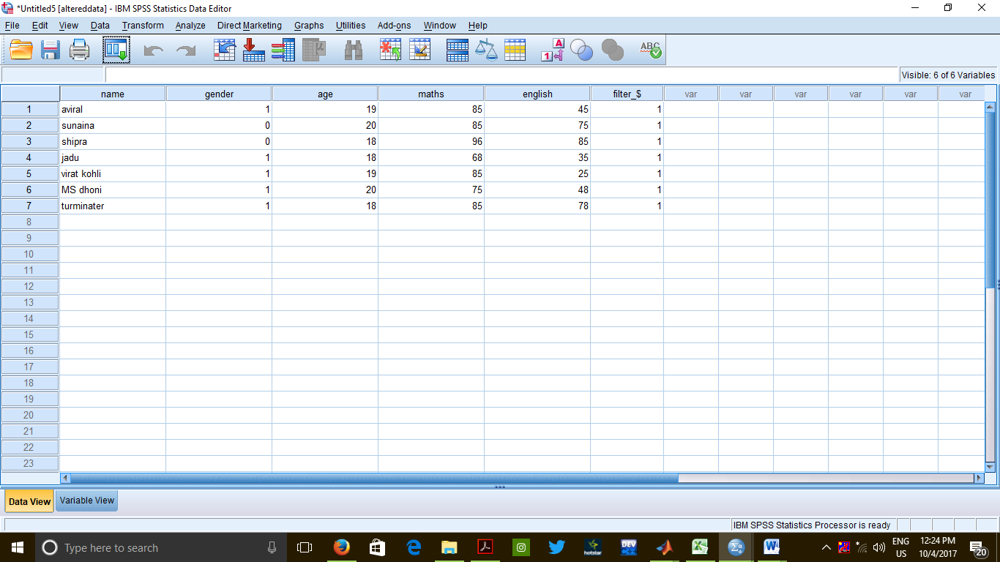 *Untitled5 [altereddata] - IBM SPSS Statistics Data Editor
File Edit View Data Transform Analyze Direct Marketing Graphs Utilities Add-ons Window Help
1 A
ABC
Visible: 6 of 6 Variables
name gender age maths english filter_$ var var var var var var
1 aviral 1 19 85 45 1
2 sunaina 0 20 85 75 1
3 shipra 0 18 96 85 1
4 jadu 1 18 68 35 1
5 virat kohli 1 19 85 25 1
6 MS dhoni 1 20 75 48 1
7 turminater 1 18 85 78 1
8
9
10
11
12
13
14
15
16
17
18
19
20
21
22
23
Data View Variable View
IBM SPSS Statistics Processor is ready
Type here to search
hotstar
DEV
ENG 12:24 PM
US 10/4/2017
20